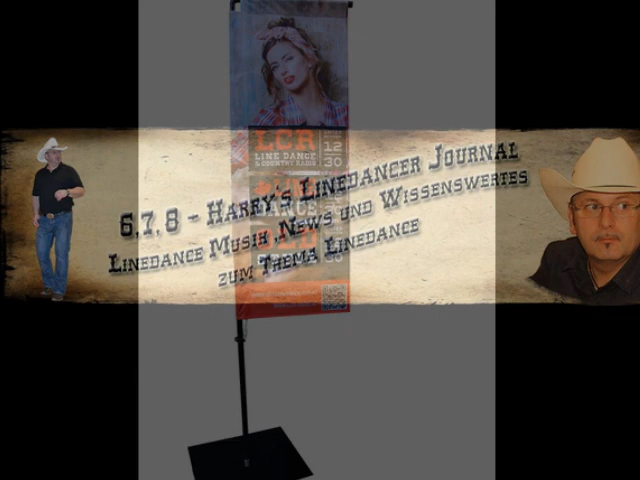 LCR
LINE DANCE
& COUNTRY RADIO
12
30
6,7,8 - HARRY'S LINEDANCER JOURNAL
LINEDANCE MUSIK ,NEWS UND WISSENSWERTES
ZUM THEMA LINEDANCE